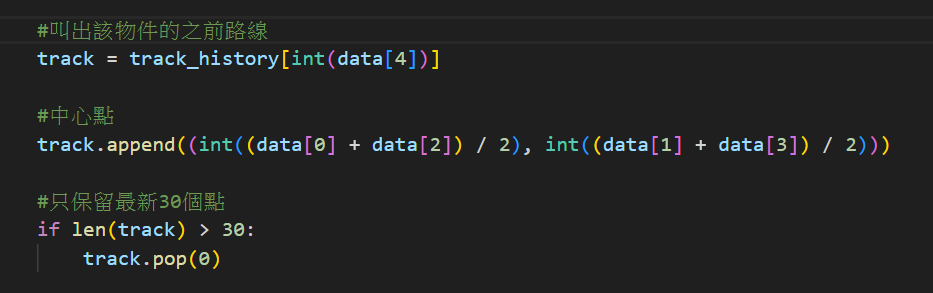 #叫出該物件的之前路線
track = track_history[int(data[4])]
#中心點
track.append((int((data[0] + data[2]) / 2), int((data[1] + data[3]) / 2)))
#只保留最新30個點
if len(track) > 30:
    track.pop(0)